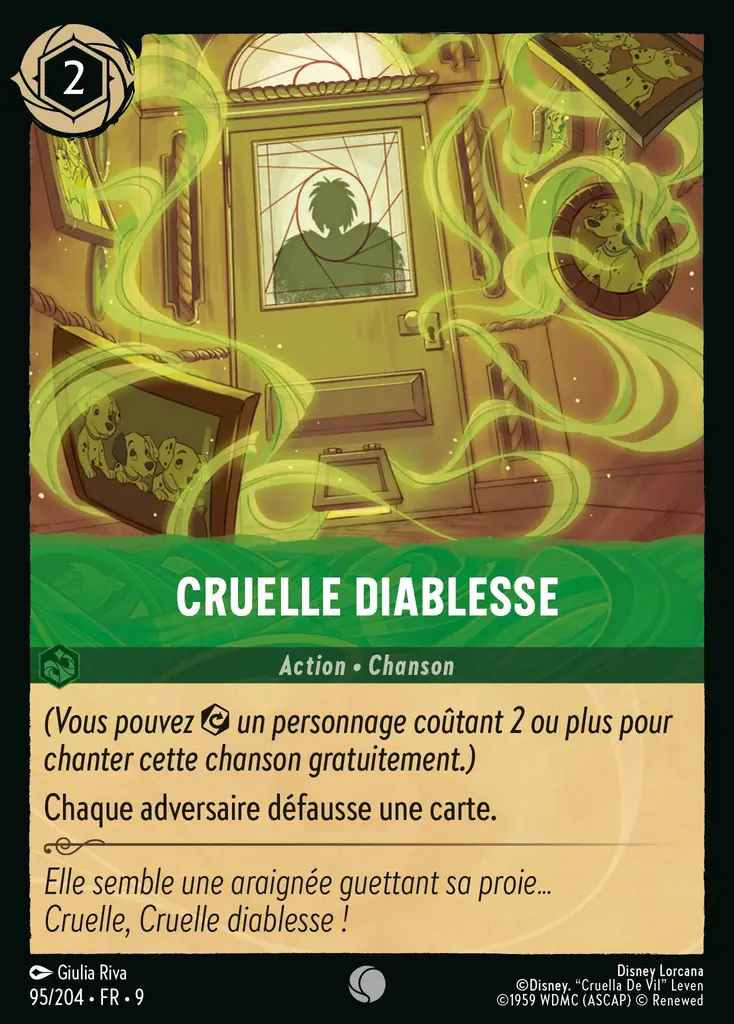 2
CRUELLE DIABLESSE
Action • Chanson
(Vous pouvez un personnage coûtant 2 ou plus pour
chanter cette chanson gratuitement.)
Chaque adversaire défausse une carte.
Elle semble une araignée guettant sa proie...
Cruelle, Cruelle diablesse !
Giulia Riva
95/204 • FR • 9
Disney Lorcana
©Disney. “Cruella De Vil” Leven
©1959 WDMC (ASCAP) © Renewed